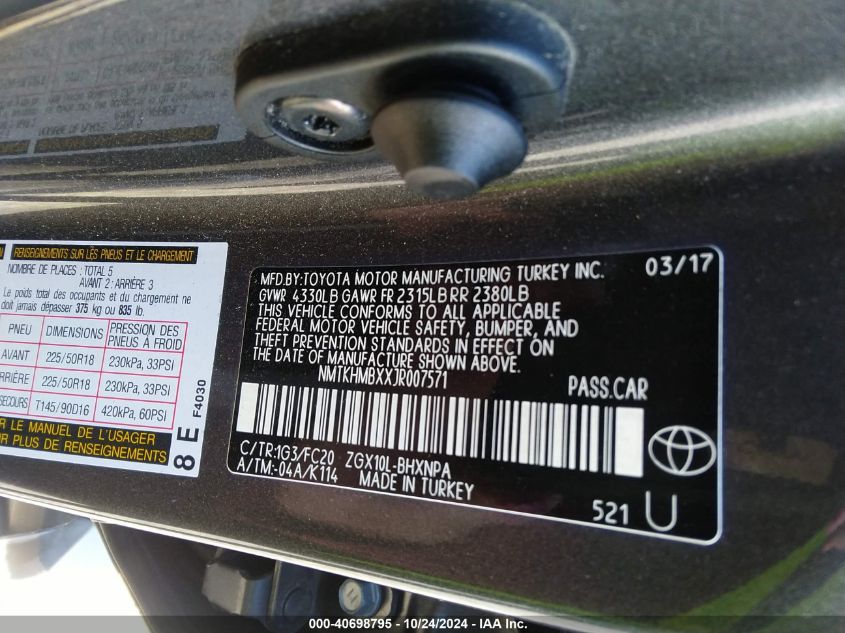 RENSEIGNEMENTS SUR LES PNEUS ET LE CHARGEMENT
NOMBRE DE PLACES : TOTAL 5
AVANT 2 : ARRIÈRE 3
Le poids total des occupants et du chargement ne
doit jamais dépasser 375 kg ou 835 lb.
PNEU DIMENSIONS PRESSION DES PNEUS À FROID
AVANT 225/50R18 230kPa, 33PSI
RRIÈRE 225/50R18 230kPa, 33PSI
SECOURS T145/90D16 420kPa, 60PSI
R LE MANUEL DE L'USAGER
UR PLUS DE RENSEIGNEMENTS
8 E F4030
MFD.BY:TOYOTA MOTOR MANUFACTURING TURKEY INC. 03/17
GVWR 4330LB GAWR FR 2315LB RR 2380LB
THIS VEHICLE CONFORMS TO ALL APPLICABLE
FEDERAL MOTOR VEHICLE SAFETY, BUMPER, AND
THEFT PREVENTION STANDARDS IN EFFECT ON
THE DATE OF MANUFACTURE SHOWN ABOVE.
NMTKHMBXXJR007571 PASS.CAR
C/TR:1G3/FC20 ZGX10L-BHXNPA
A/TM:-04A/K114 MADE IN TURKEY
521 U
000-40698795 - 10/24/2024 - IAA Inc.